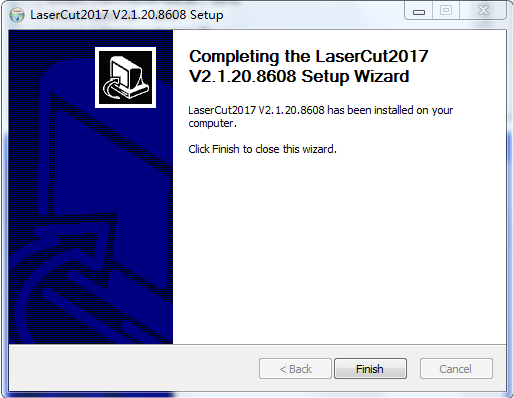 LaserCut2017 V2.1.20.8608 Setup
Completing the LaserCut2017
V2.1.20.8608 Setup Wizard
LaserCut2017 V2.1.20.8608 has been installed on your
computer.
Click Finish to close this wizard.
< Back
Finish
Cancel